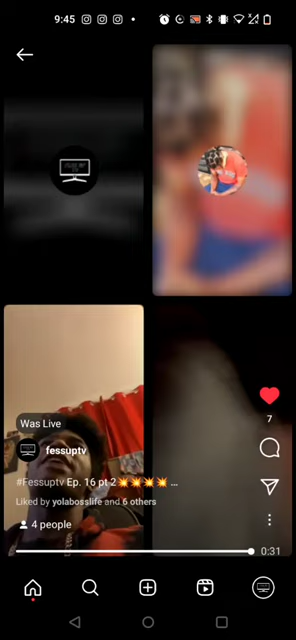 9:45
Was Live
fessuptv
#Fessuptv Ep. 16 pt 2💥💥💥💥 ...
Liked by yolabosslife and 6 others
4 people
7
0:31